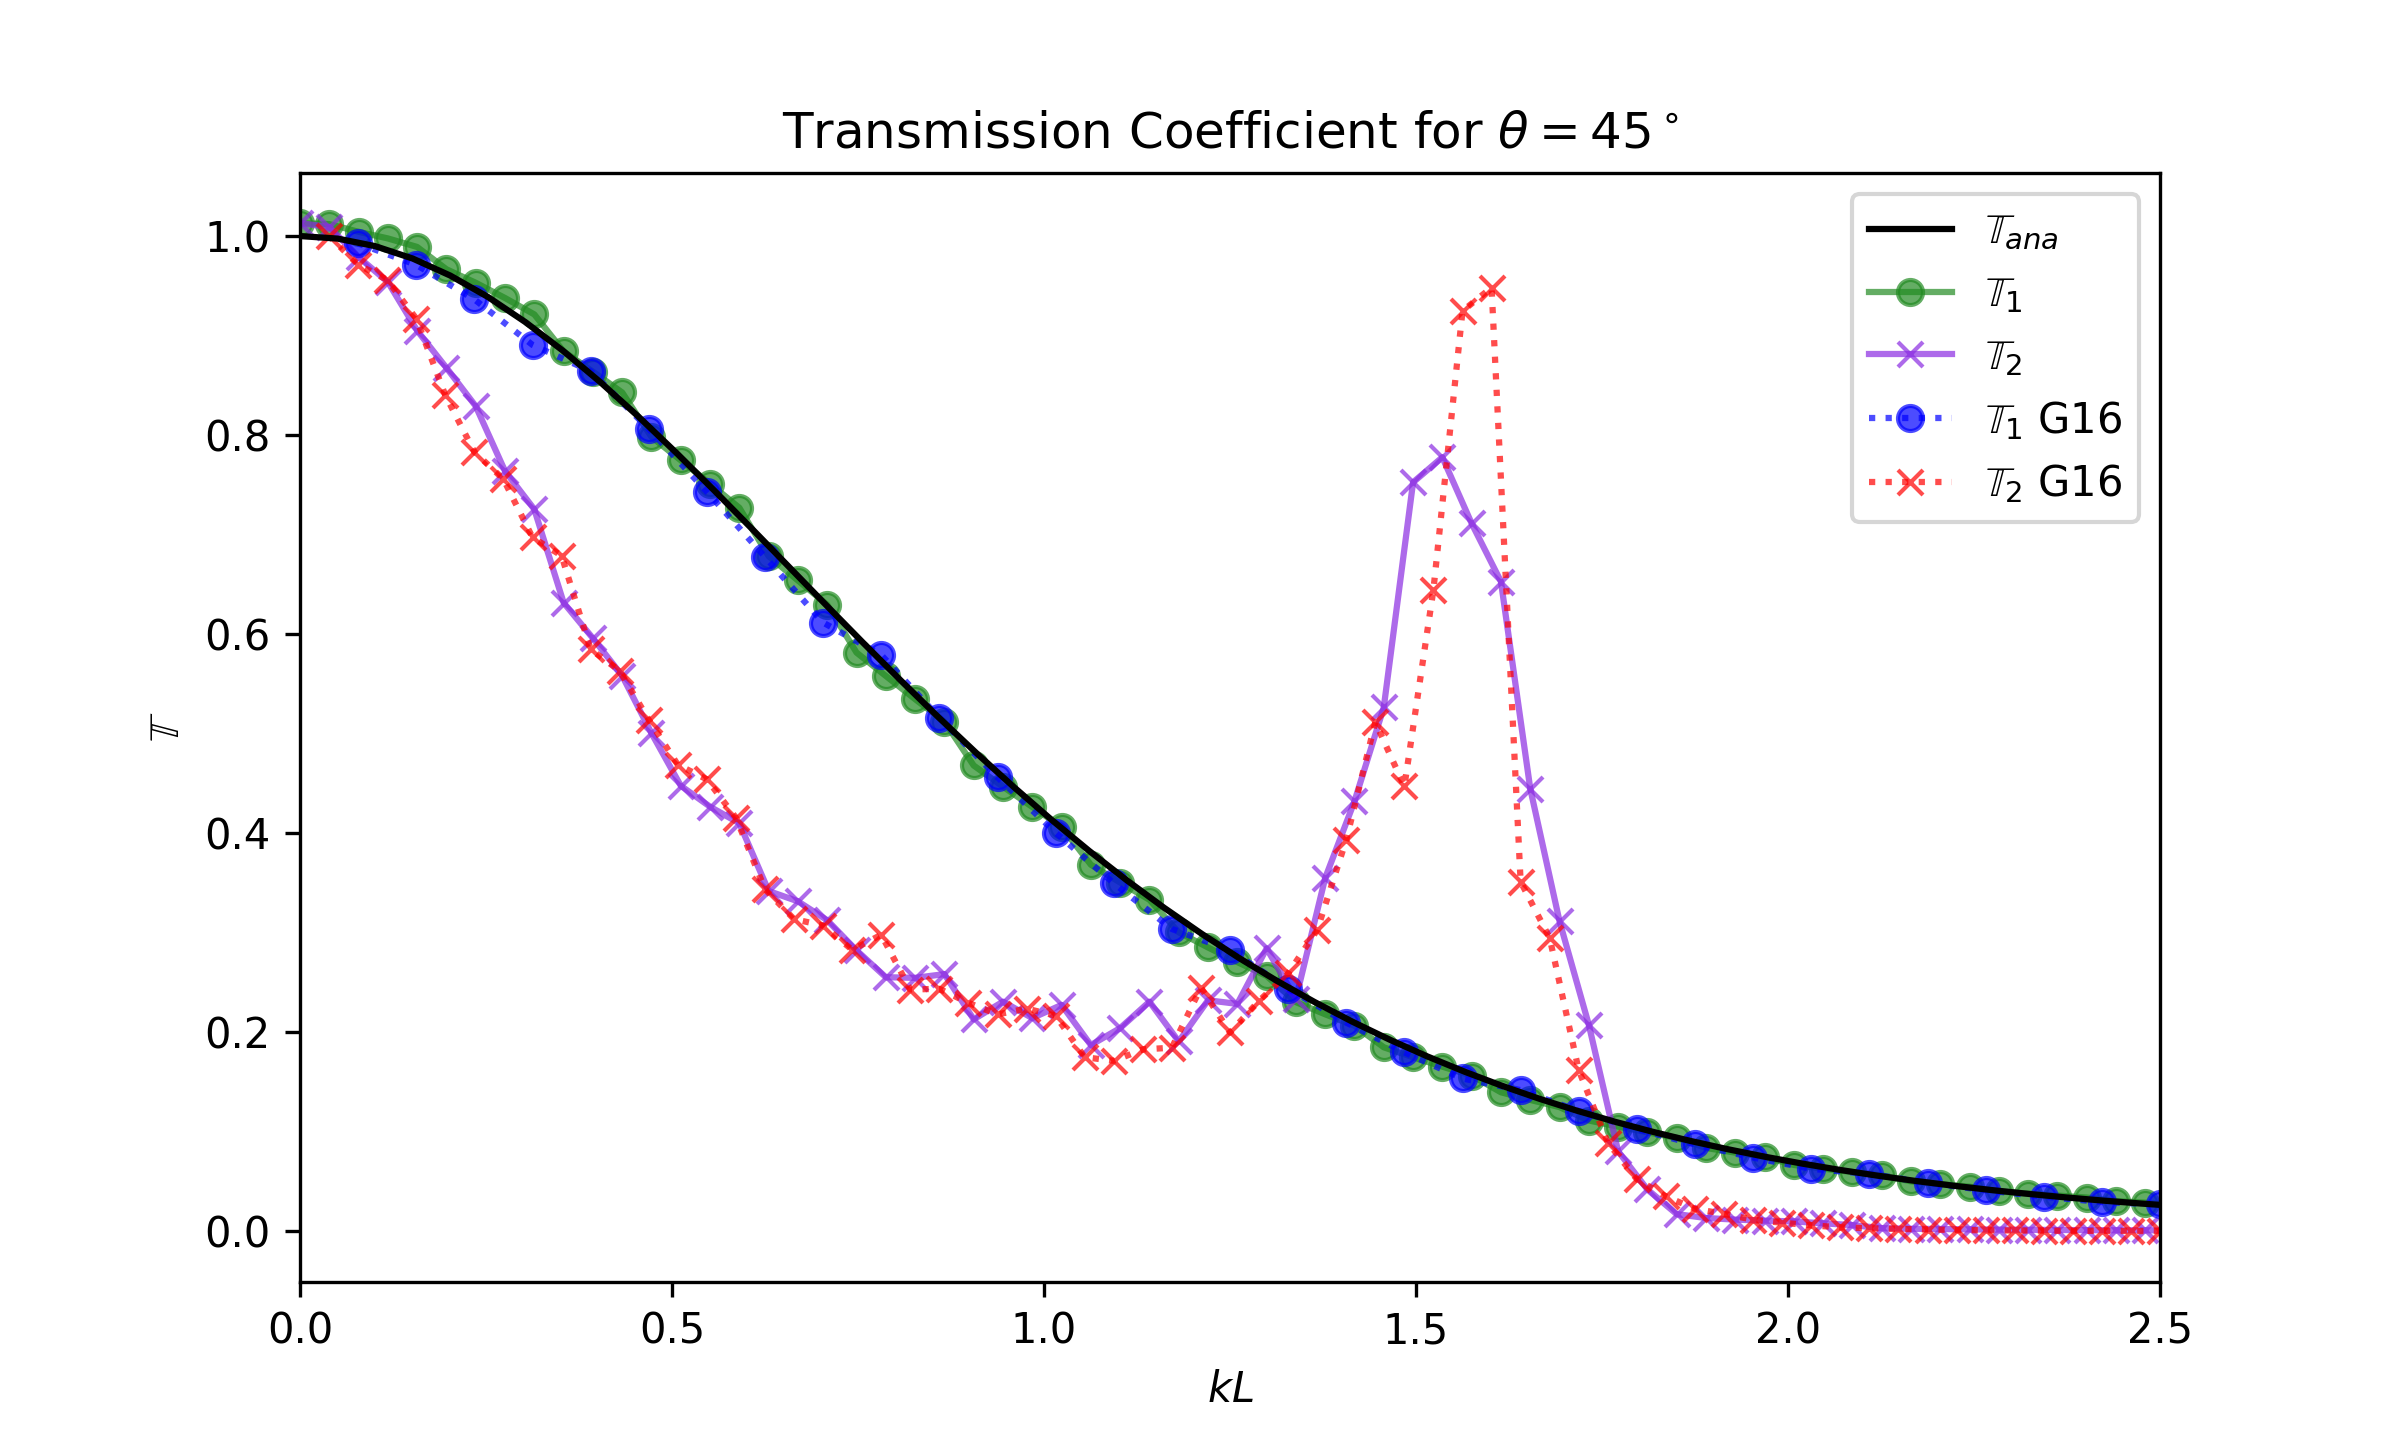 Transmission Coefficient for θ = 45°
𝕋
1.0
0.8
0.6
0.4
0.2
0.0
0.0 0.5 1.0 1.5 2.0 2.5
kL
𝕋ana
𝕋1
𝕋2
𝕋1 G16
𝕋2 G16